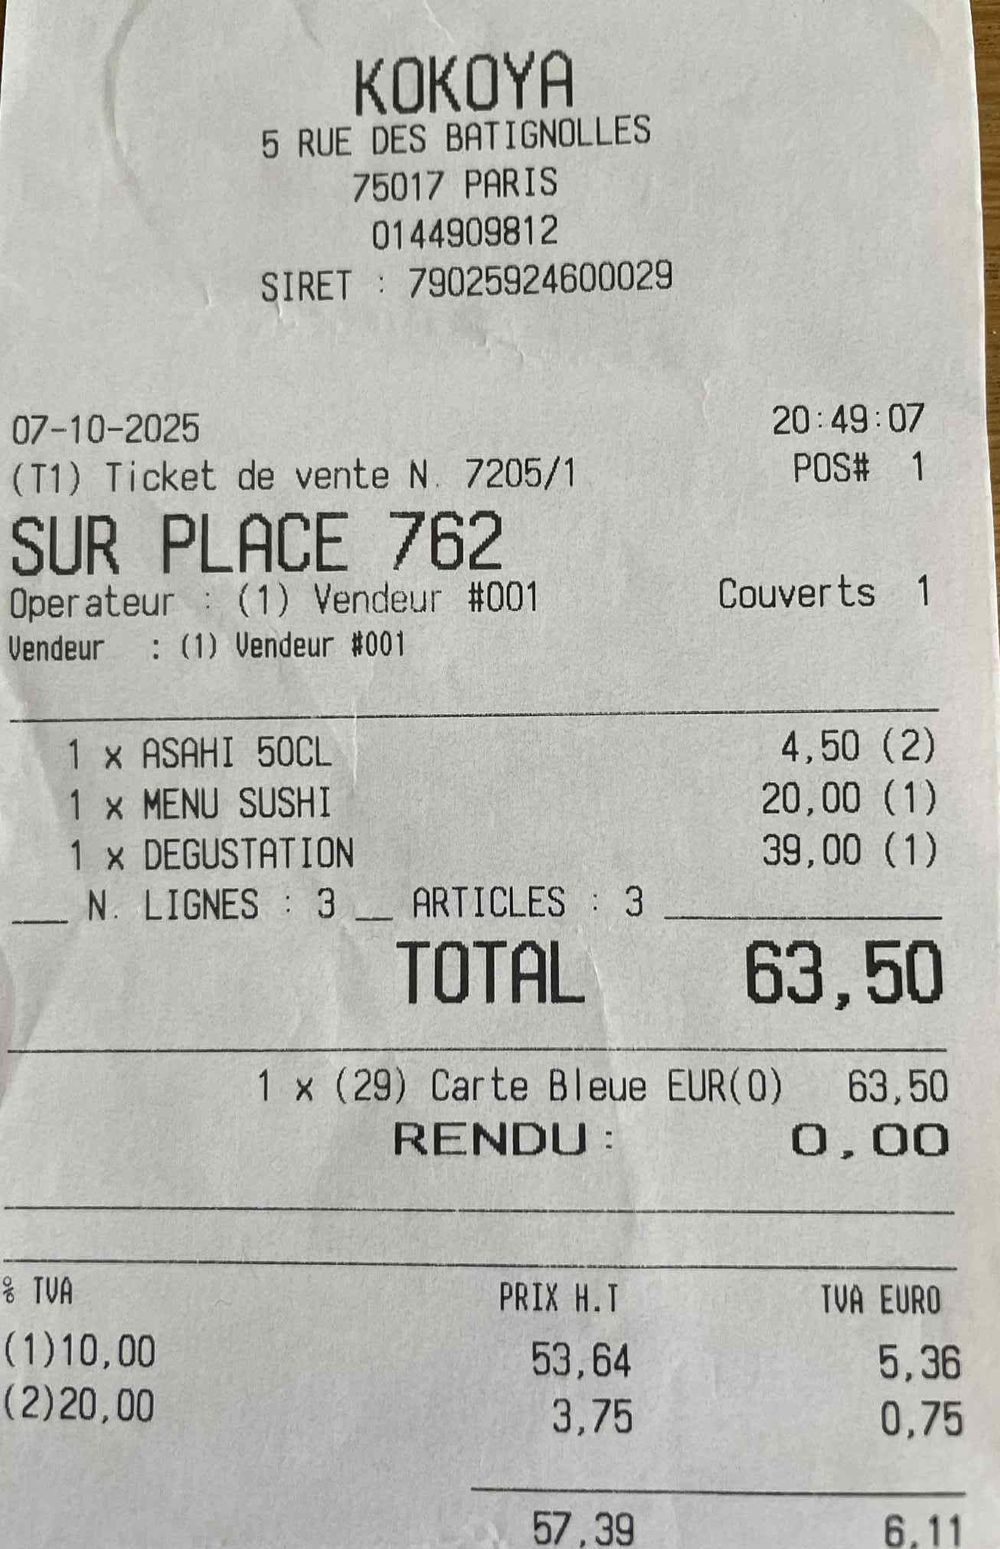 KOKOYA
5 RUE DES BATIGNOLLES
75017 PARIS
0144909812
SIRET : 79025924600029
07-10-2025 20:49:07
(T1) Ticket de vente N. 7205/1 POS# 1
SUR PLACE 762
Operateur : (1) Vendeur #001 Couverts 1
Vendeur : (1) Vendeur #001
1 x ASAHI 50CL 4,50 (2)
1 x MENU SUSHI 20,00 (1)
1 x DEGUSTATION 39,00 (1)
N. LIGNES : 3 ARTICLES : 3
TOTAL 63,50
1 x (29) Carte Bleue EUR(0) 63,50
RENDU : 0,00
% TVA PRIX H.T TVA EURO
(1)10,00 53,64 5,36
(2)20,00 3,75 0,75
57,39 6,11